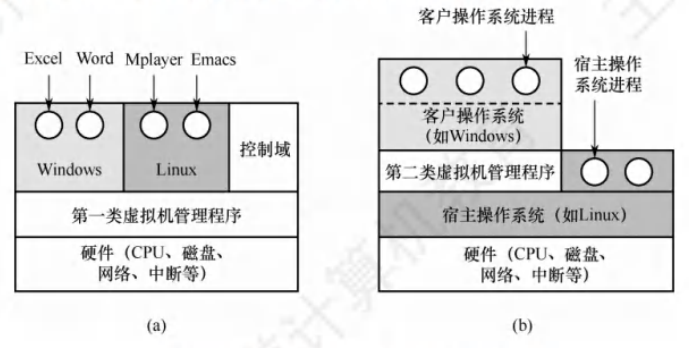 Excel Word Mplayer Emacs
Windows
Linux
控制域
第一类虚拟机管理程序
硬件（CPU、磁盘、
网络、中断等）
(a)
客户操作系统进程
宿主操作
系统进程
客户操作系统
（如Windows）
第二类虚拟机管理程序
宿主操作系统（如Linux）
硬件（CPU、磁盘、
网络、中断等）
(b)